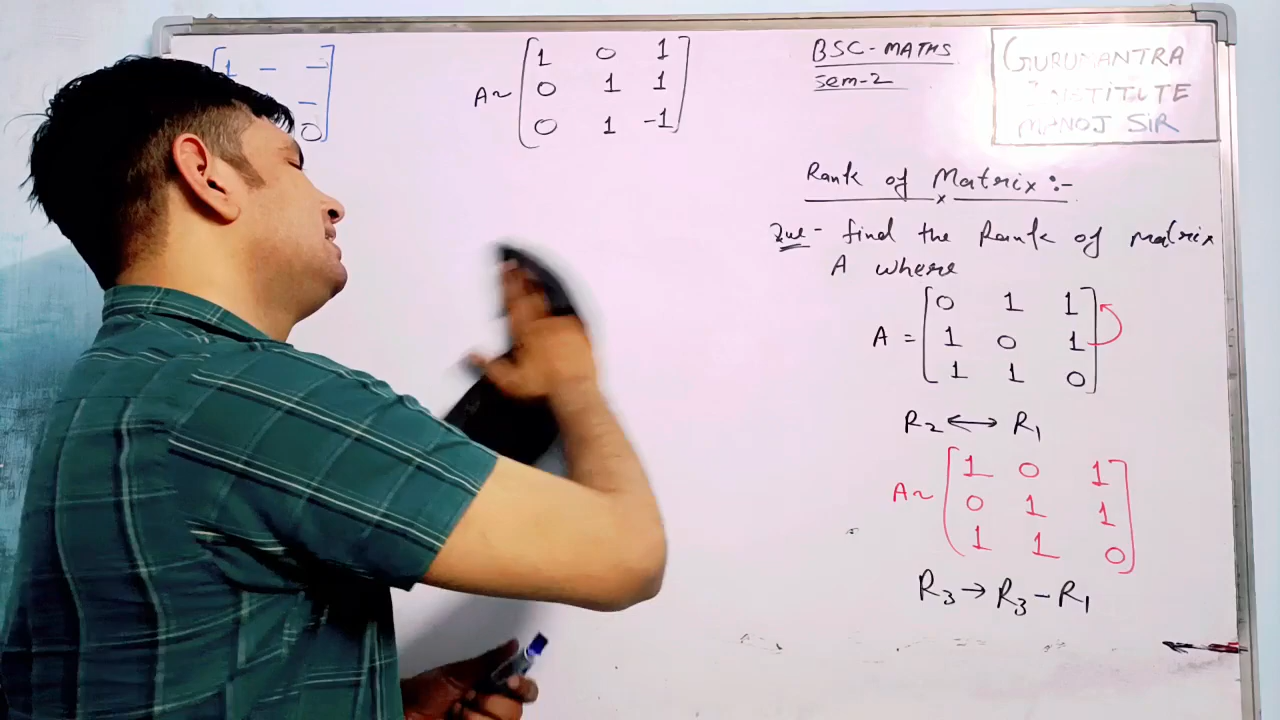 1 – –
–
0
A~ [1 0 1
0 1 1
0 1 -1]
BSC-MATHS
Sem-2
GURUMANTRA
INSTITUTE
MANOJ SIR
Rank of Matrix :-
Que- find the Rank of matrix
A where
A = [0 1 1
1 0 1
1 1 0]
R2 ↔ R1
A~ [1 0 1
0 1 1
1 1 0]
R3 → R3 - R1